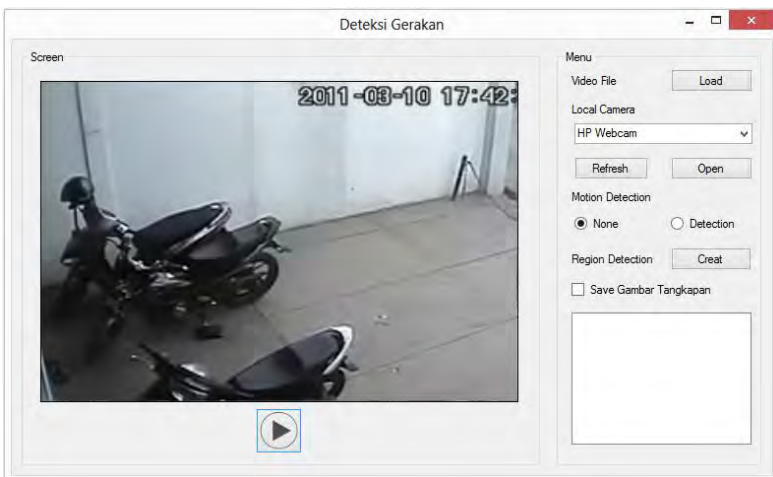 Deteksi Gerakan
Screen
2011-03-10 17:42:
Menu
Video File
Load
Local Camera
HP Webcam
Refresh
Open
Motion Detection
None
Detection
Region Detection
Creat
Save Gambar Tangkapan